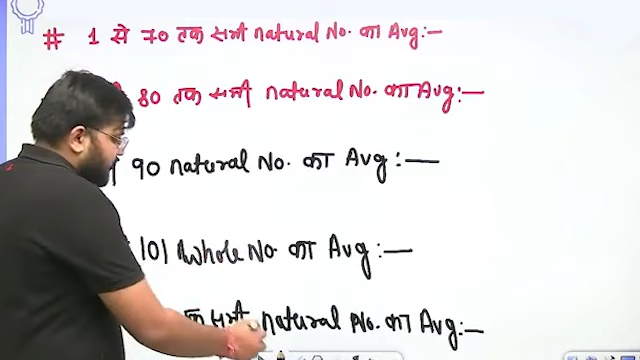 # 1 से 70 तक सभी natural No. का Avg:—
80 तक सभी natural No. का Avg:—
90 natural No. का Avg:—
101 Whole No. का Avg:—
सभी natural No. का Avg:—